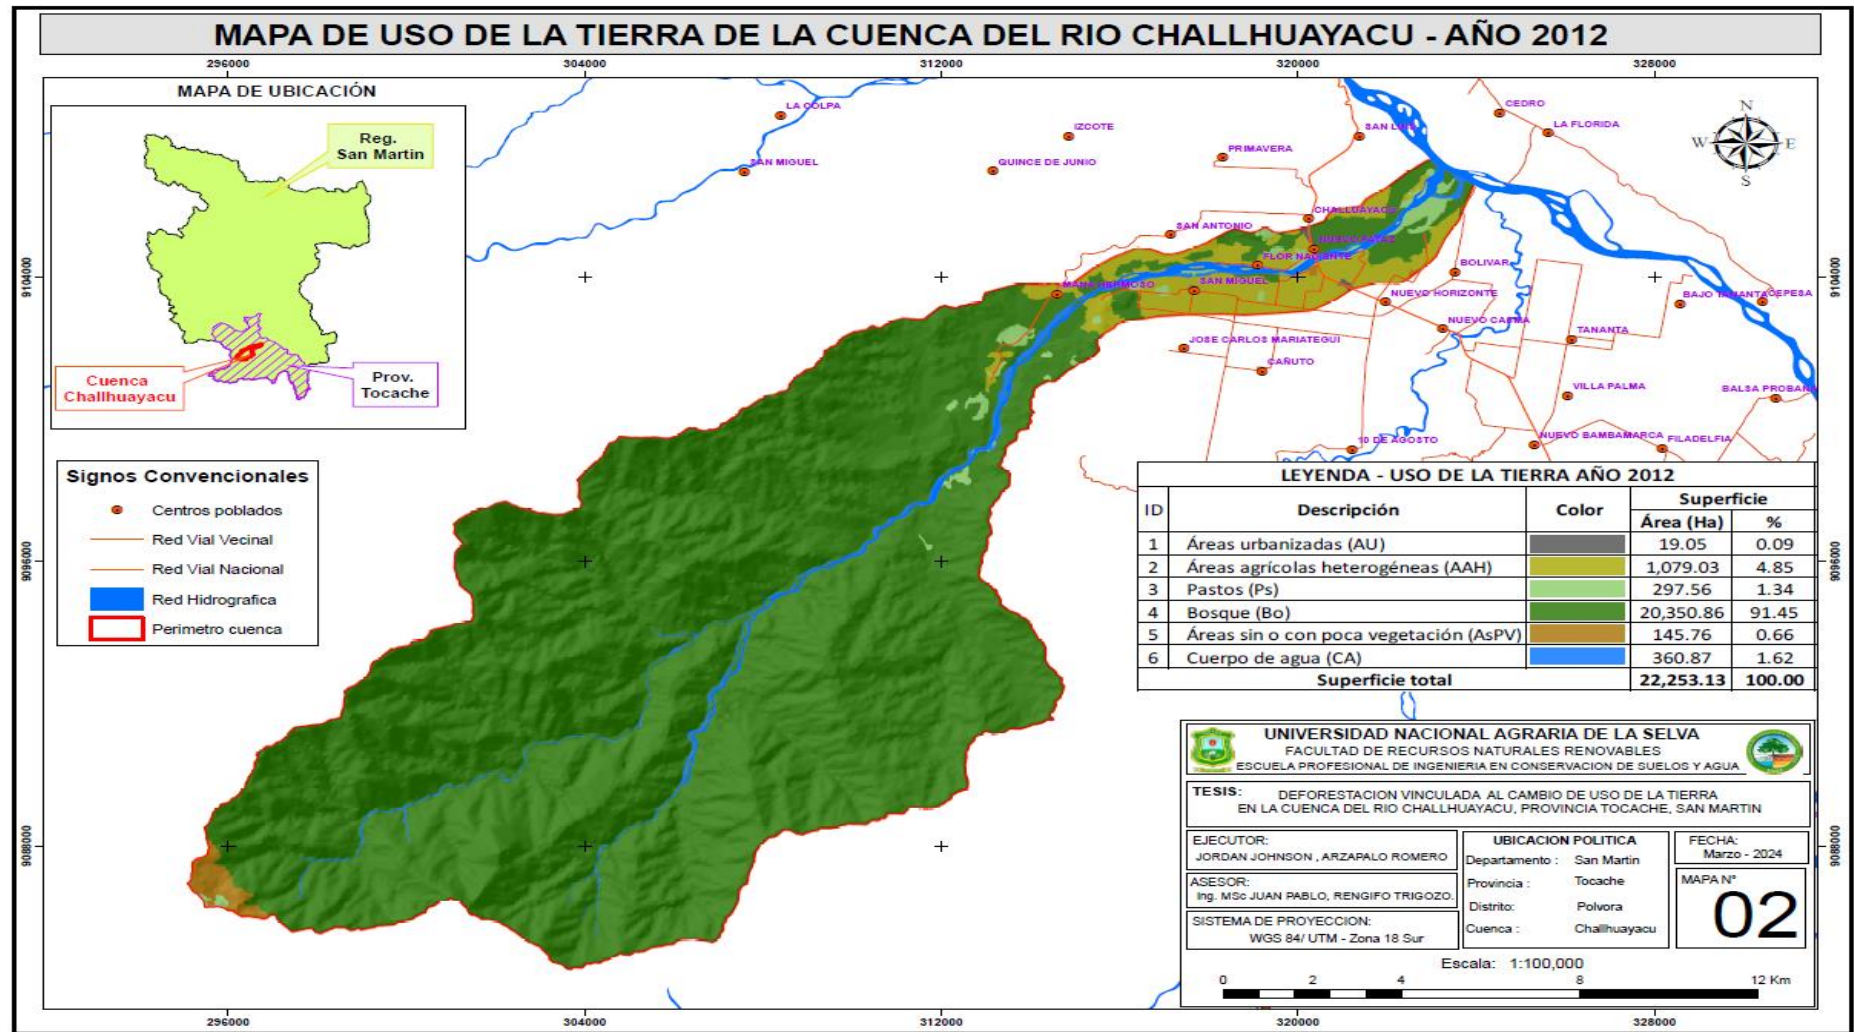 MAPA DE USO DE LA TIERRA DE LA CUENCA DEL RIO CHALLHUAYACU - AÑO 2012
296000 304000 312000 320000 328000
MAPA DE UBICACIÓN
Reg.
San Martin
Cuenca
Challhuayacu
Prov.
Tocache
LA COLPA
IZCOTE
SAN MIGUEL
QUINCE DE JUNIO
PRIMAVERA
SAN LUIS
CEDRO
LA FLORIDA
N
W E
S
CHALLUAYACU
SAN ANTONIO
FLOR NACIENTE
BOLIVAR
SAN MIGUEL
NUEVO HORIZONTE
BAJO TANANTA
CEPESA
HERMOSO
TANANTA
JOSE CARLOS MARIATEGUI
CAÑUTO
VILLA PALMA
10 DE AGOSTO
NUEVO BAMBAMARCA
FILADELFIA
9104000 9104000
9096000 9096000
9088000 9088000
Signos Convencionales
Centros poblados
Red Vial Vecinal
Red Vial Nacional
Red Hidrografica
Perimetro cuenca
LEYENDA - USO DE LA TIERRA AÑO 2012
ID Descripción Color Superficie
Área (Ha) %
1 Áreas urbanizadas (AU) 19.05 0.09
2 Áreas agrícolas heterogéneas (AAH) 1,079.03 4.85
3 Pastos (Ps) 297.56 1.34
4 Bosque (Bo) 20,350.86 91.45
5 Áreas sin o con poca vegetación (AsPV) 145.76 0.66
6 Cuerpo de agua (CA) 360.87 1.62
Superficie total 22,253.13 100.00
UNIVERSIDAD NACIONAL AGRARIA DE LA SELVA
FACULTAD DE RECURSOS NATURALES RENOVABLES
ESCUELA PROFESIONAL DE INGENIERIA EN CONSERVACION DE SUELOS Y AGUA
TESIS: DEFORESTACION VINCULADA AL CAMBIO DE USO DE LA TIERRA
EN LA CUENCA DEL RIO CHALLHUAYACU, PROVINCIA TOCACHE, SAN MARTIN
EJECUTOR:
JORDAN JOHNSON , ARZAPALO ROMERO
ASESOR:
Ing. MSc JUAN PABLO, RENGIFO TRIGOZO.
SISTEMA DE PROYECCION:
WGS 84/ UTM - Zona 18 Sur
UBICACION POLITICA
Departamento : San Martin
Provincia : Tocache
Distrito: Polvora
Cuenca : Challhuayacu
FECHA:
Marzo - 2024
MAPA N°
02
Escala: 1:100,000
0 2 4 8 12 Km
296000 304000 312000 320000 328000